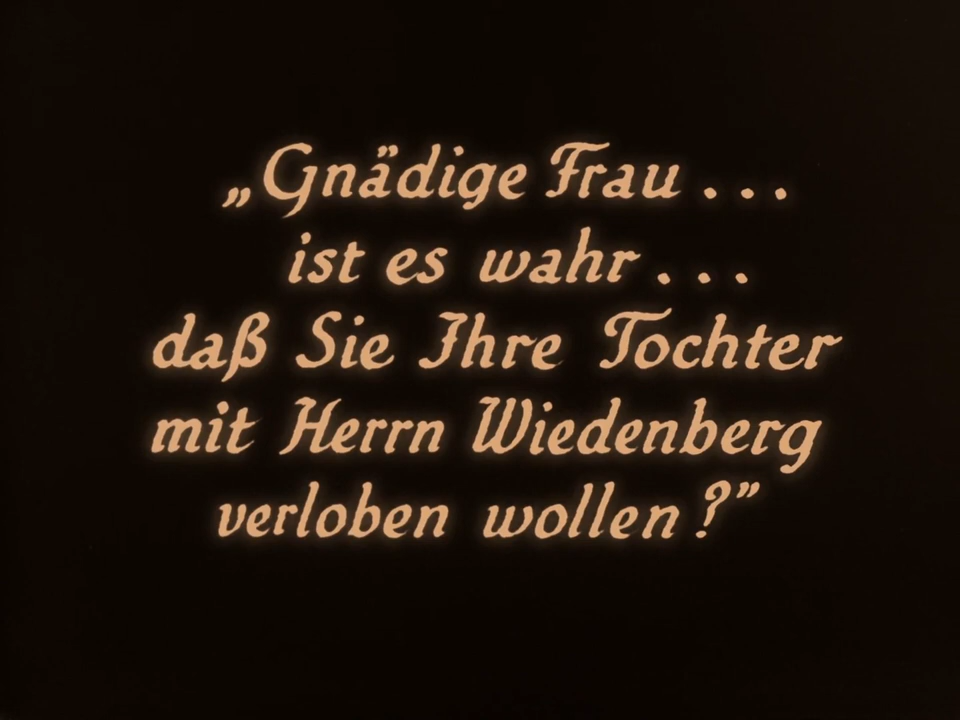 „Gnädige Frau . . .
ist es wahr . . .
daß Sie Ihre Tochter
mit Herrn Wiedenberg
verloben wollen ?”